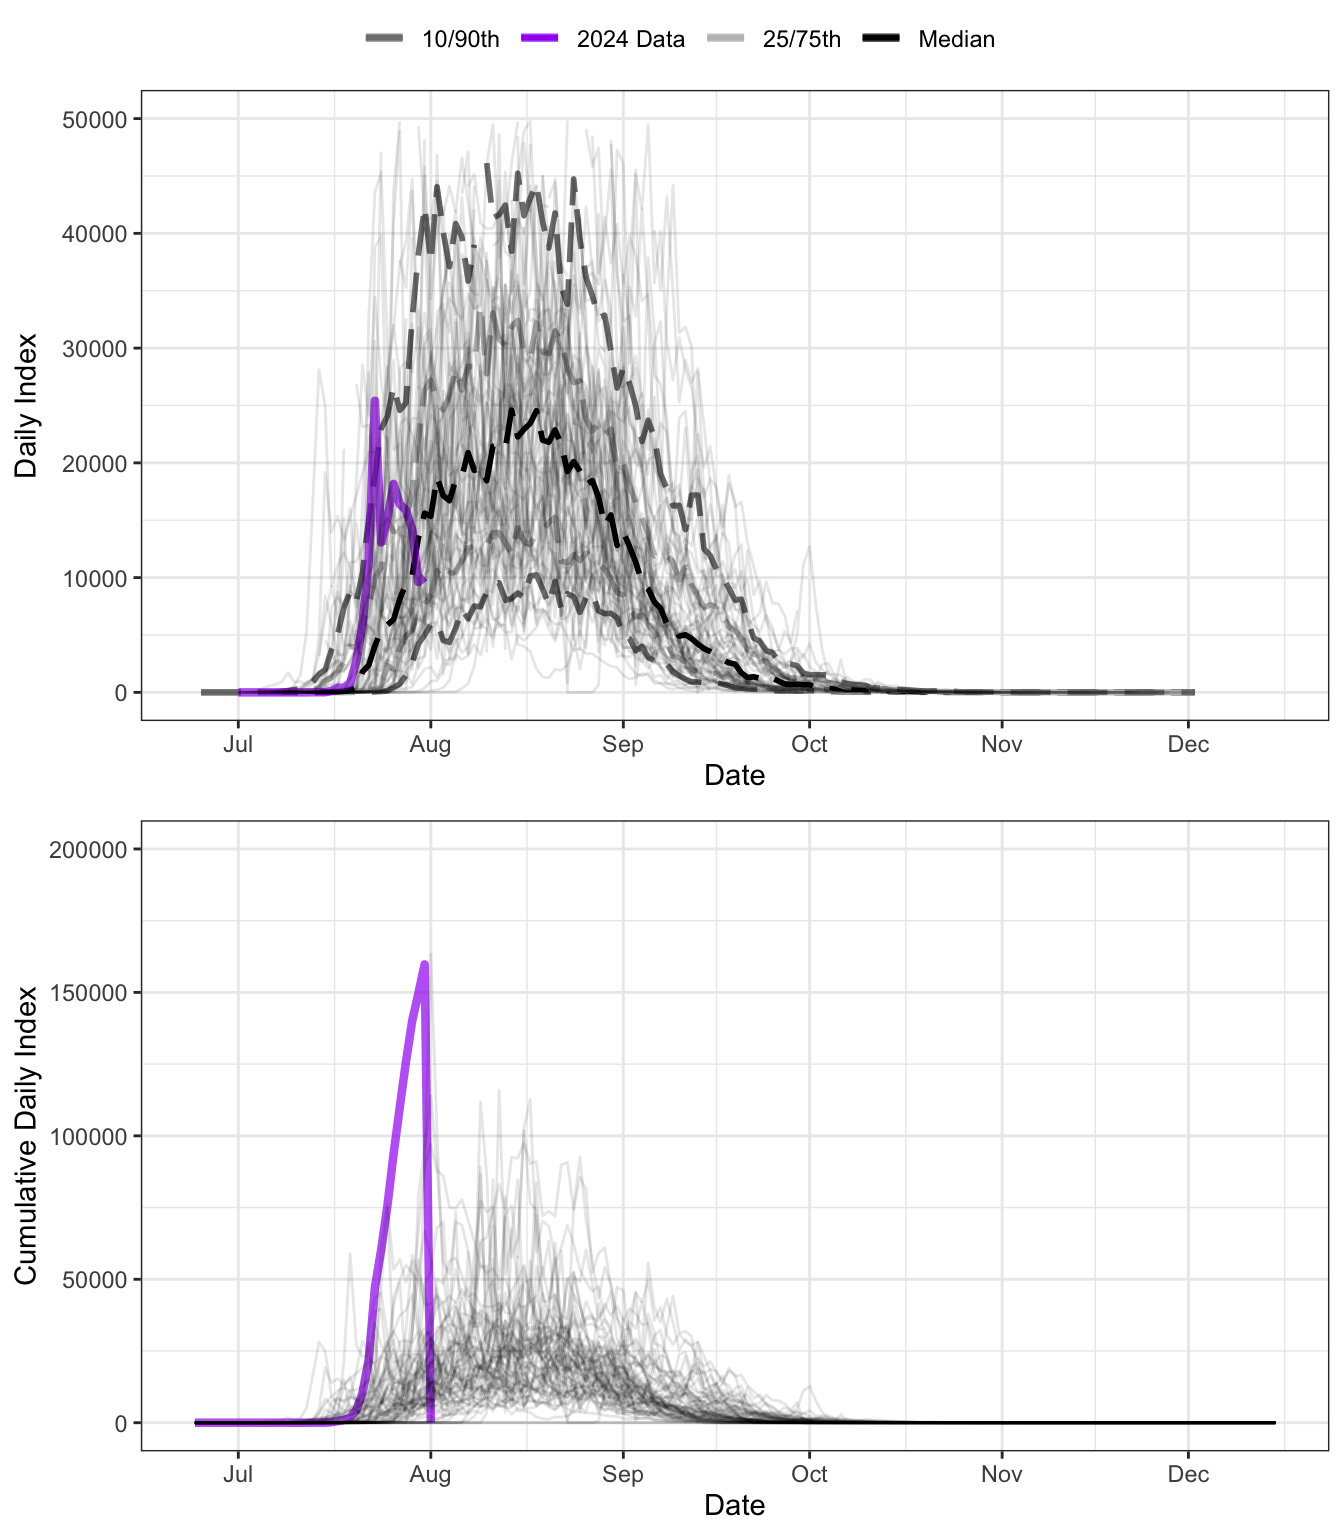 10/90th 2024 Data 25/75th Median
Daily Index
50000
40000
30000
20000
10000
0
Jul Aug Sep Oct Nov Dec
Date
Cumulative Daily Index
200000
150000
100000
50000
0
Jul Aug Sep Oct Nov Dec
Date